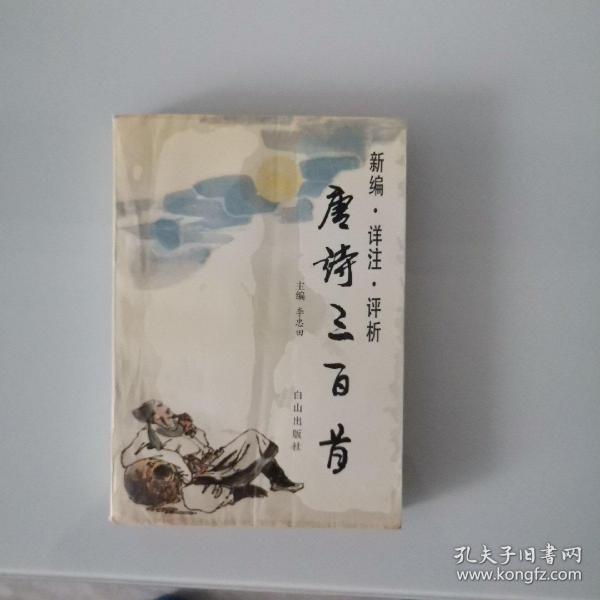 新编·详注·评析
唐诗三百首
主编 李忠田
白山出版社
孔夫子旧书网
www.kongfz.com